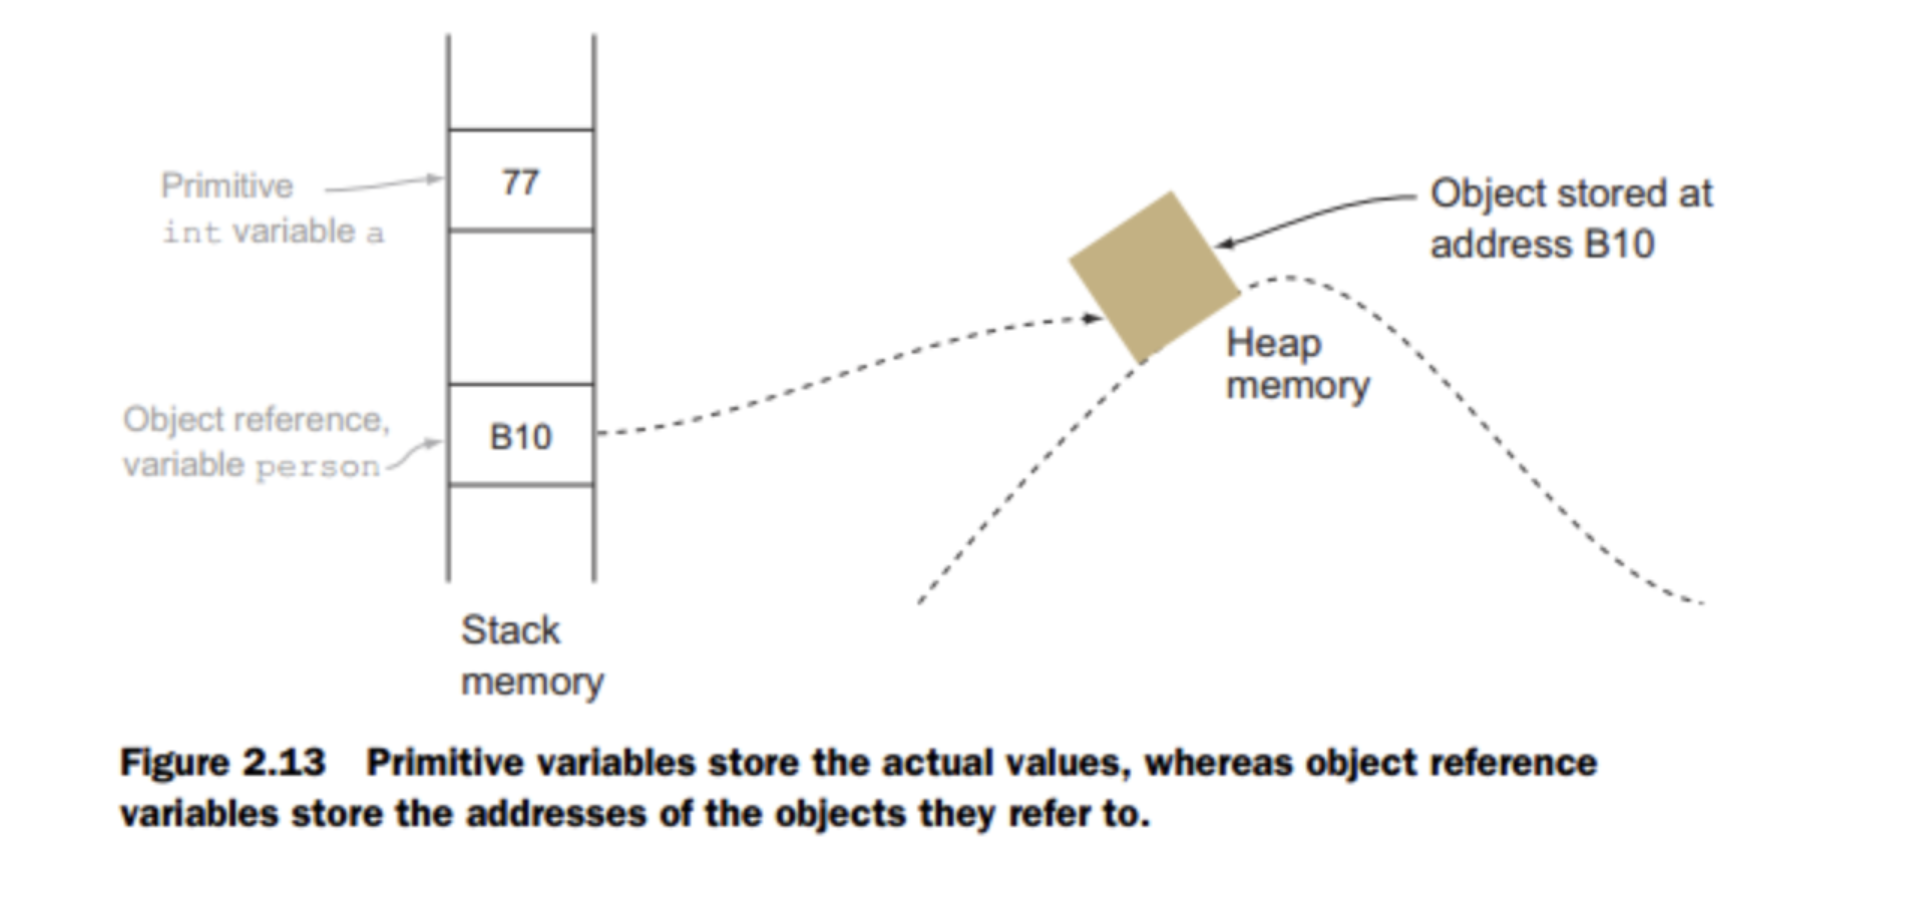 77
Primitive
int variable a
Object stored at
address B10
Heap
memory
Object reference,
variable person
B10
Stack
memory
Figure 2.13 Primitive variables store the actual values, whereas object reference
variables store the addresses of the objects they refer to.